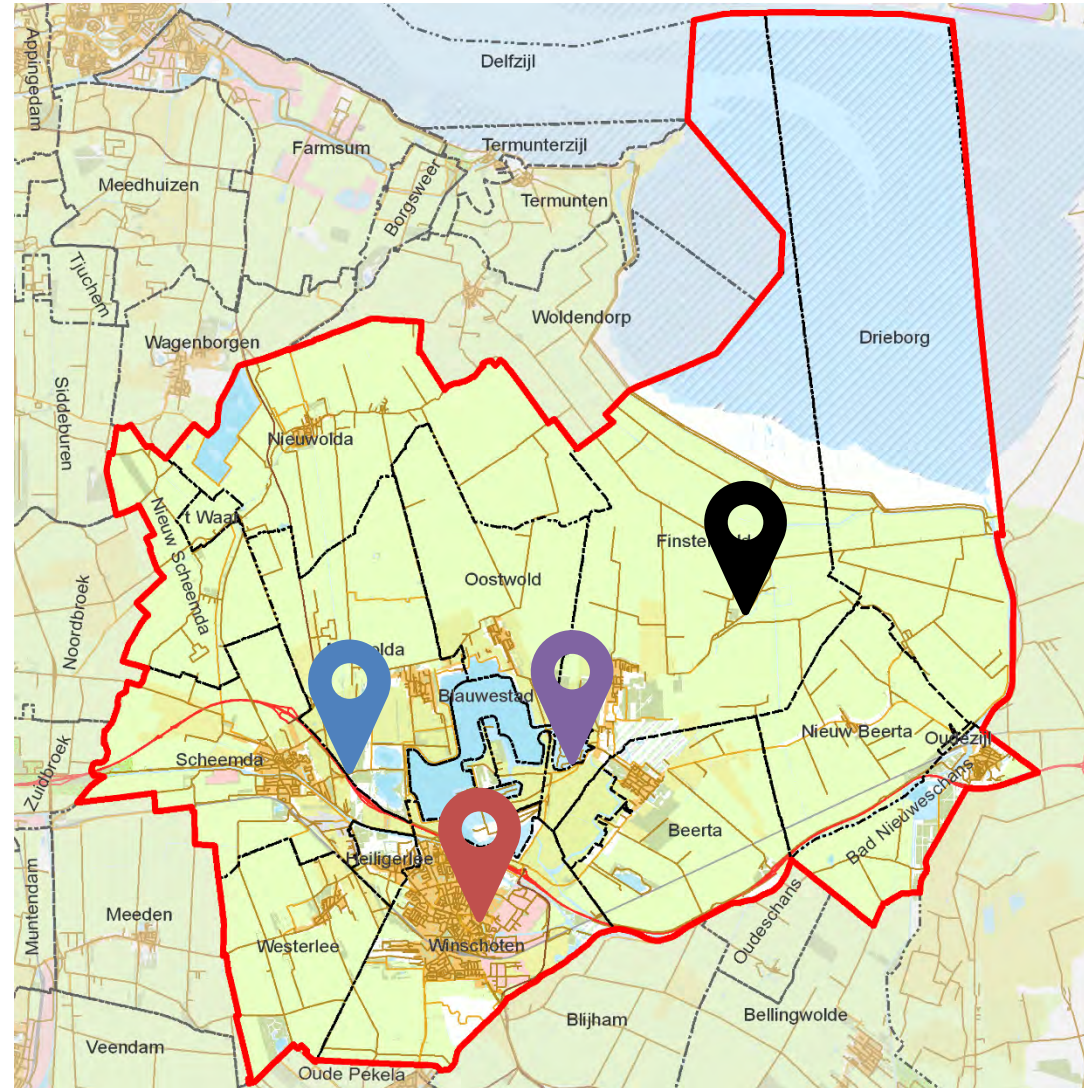 Delfzijl
Appingedam
Farmsum
Termunterzijl
Meedhuizen
Borgsweer
Termunten
Tjuchem
Woldendorp
Wagenborgen
Drieborg
Siddeburen
Nieuwolda
't Waar
Nieuw Scheemda
Noordbroek
Oostwold
Blauwestad
Scheemda
Zuidbroek
Nieuw Beerta
Oudezijl
Bad Nieuweschans
Beerta
Heiligerlee
Muntendam
Meeden
Westerlee
Winschoten
Oudeschans
Blijham
Bellingwolde
Veendam
Oude Pekela